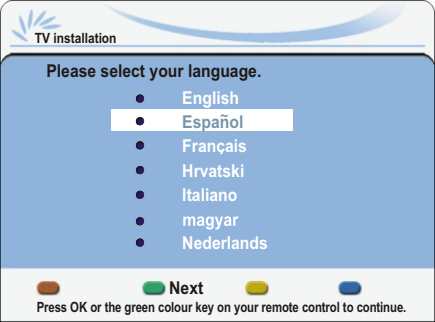 TV installation
Please select your language.
English
Español
Français
Hrvatski
Italiano
magyar
Nederlands
Next
Press OK or the green colour key on your remote control to continue.